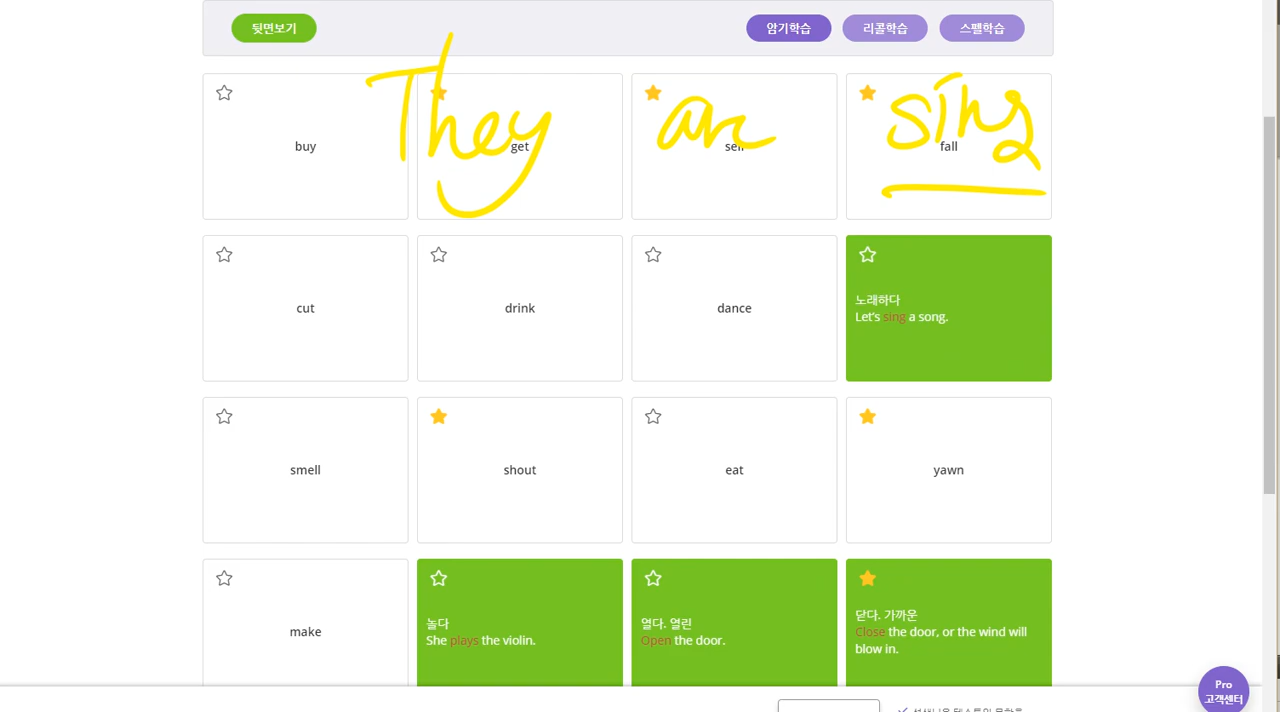 뒷면보기 암기학습 리콜학습 스펠학습
They are sing
buy get sell fall
cut drink dance 노래하다
Let's sing a song.
smell shout eat yawn
make 놀다
She plays the violin.
열다. 열린
Open the door.
닫다. 가까운
Close the door, or the wind will
blow in.
Pro
고객센터